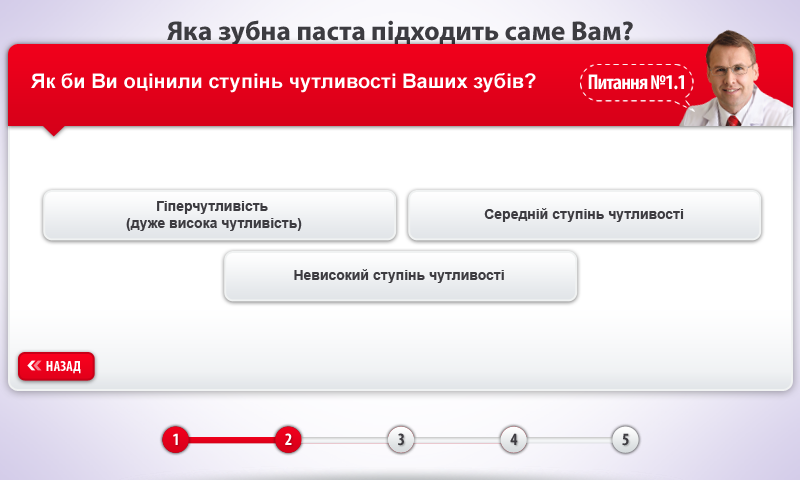 Яка зубна паста підходить саме Вам?
Як би Ви оцінили ступінь чутливості Ваших зубів?
Питання №1.1
Гіперчутливість
(дуже висока чутливість)
Середній ступінь чутливості
Невисокий ступінь чутливості
НАЗАД
1 2 3 4 5